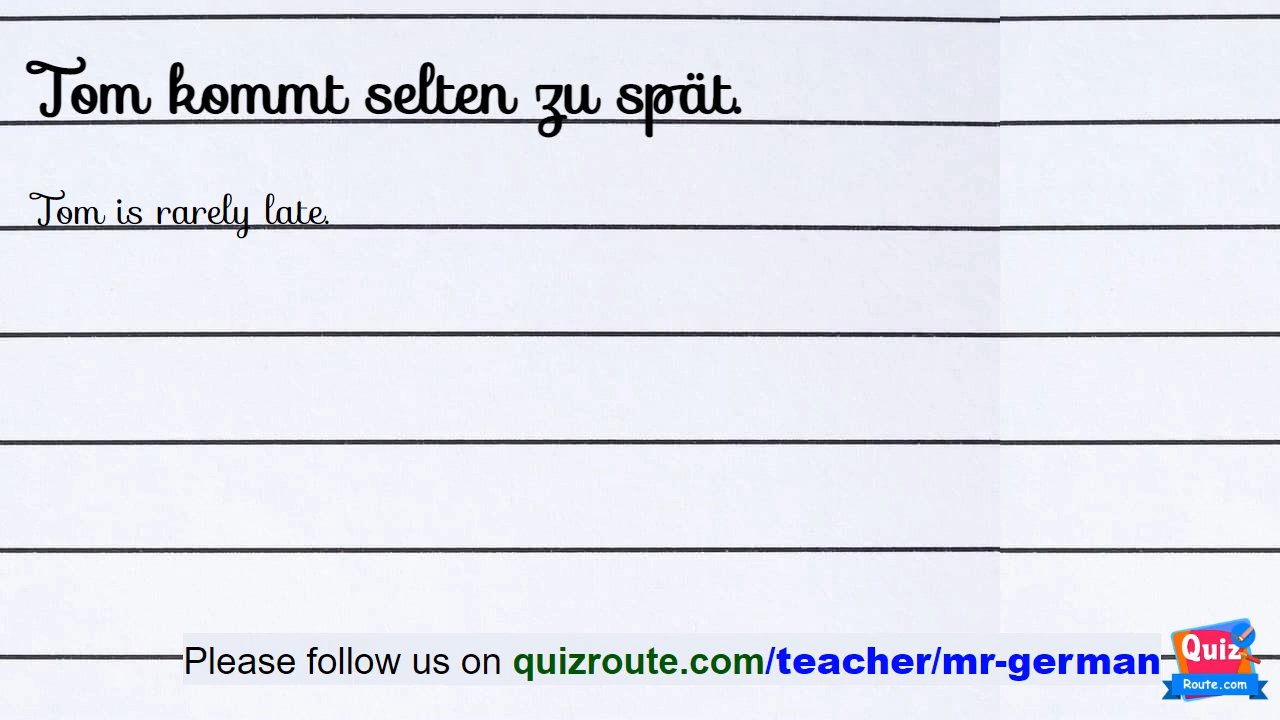 Tom kommt selten zu spät.
Tom is rarely late.
Please follow us on quizroute.com/teacher/mr-german
Quiz
Route.com